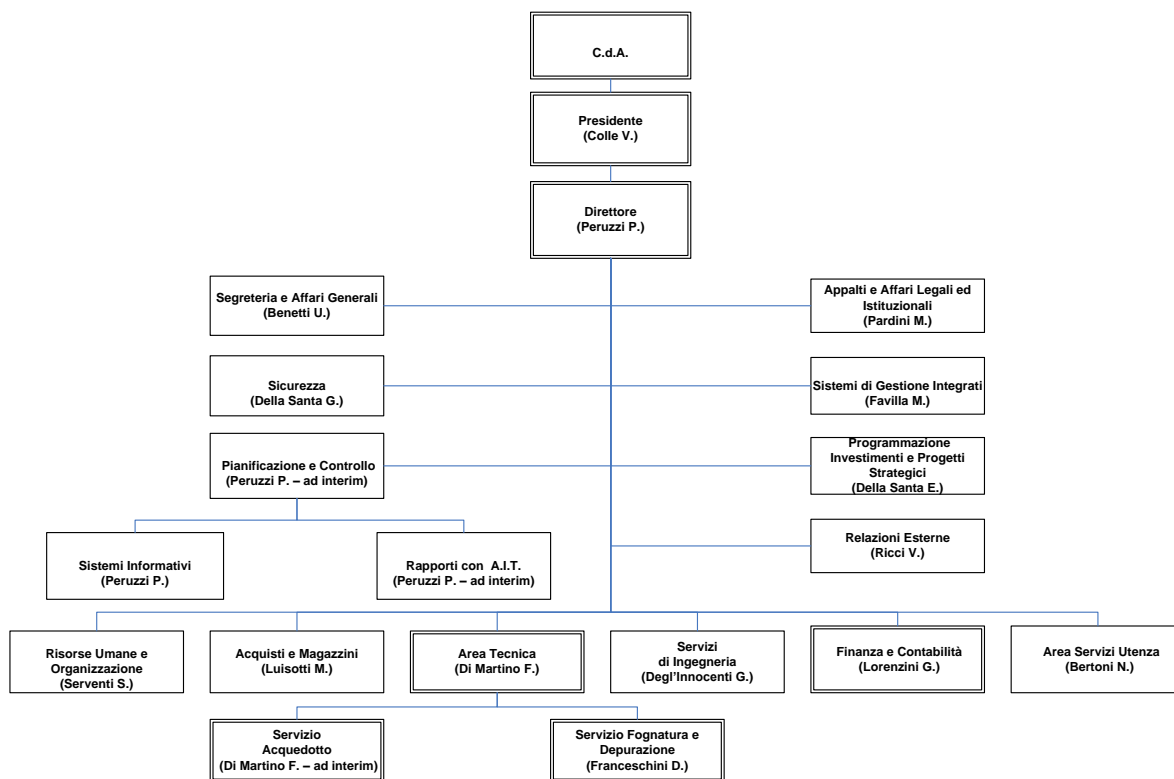 C.d.A.
Presidente
(Colle V.)
Direttore
(Peruzzi P.)
Segreteria e Affari Generali
(Benetti U.)
Appalti e Affari Legali ed
Istituzionali
(Pardini M.)
Sicurezza
(Della Santa G.)
Sistemi di Gestione Integrati
(Favilla M.)
Pianificazione e Controllo
(Peruzzi P. – ad interim)
Programmazione
Investimenti e Progetti
Strategici
(Della Santa E.)
Sistemi Informativi
(Peruzzi P.)
Rapporti con A.I.T.
(Peruzzi P. – ad interim)
Relazioni Esterne
(Ricci V.)
Risorse Umane e
Organizzazione
(Serventi S.)
Acquisti e Magazzini
(Luisotti M.)
Area Tecnica
(Di Martino F.)
Servizi
di Ingegneria
(Degl'Innocenti G.)
Finanza e Contabilità
(Lorenzini G.)
Area Servizi Utenza
(Bertoni N.)
Servizio
Acquedotto
(Di Martino F. – ad interim)
Servizio Fognatura e
Depurazione
(Franceschini D.)